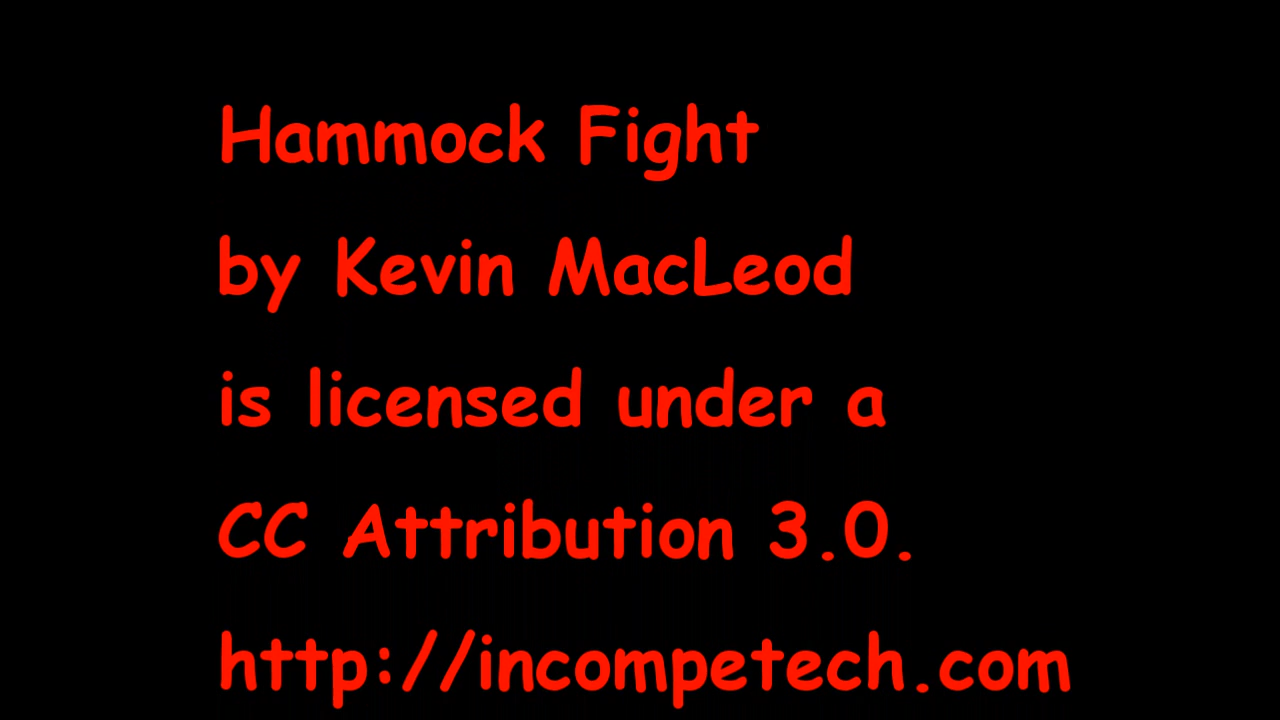 Hammock Fight
by Kevin MacLeod
is licensed under a
CC Attribution 3.0.
http://incompetech.com